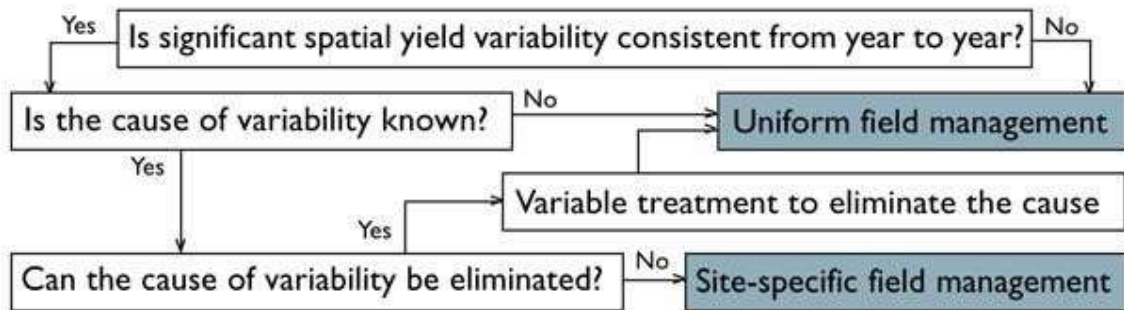 Yes
Is significant spatial yield variability consistent from year to year?
No
Is the cause of variability known?
No
Uniform field management
Yes
Variable treatment to eliminate the cause
Yes
Can the cause of variability be eliminated?
No
Site-specific field management